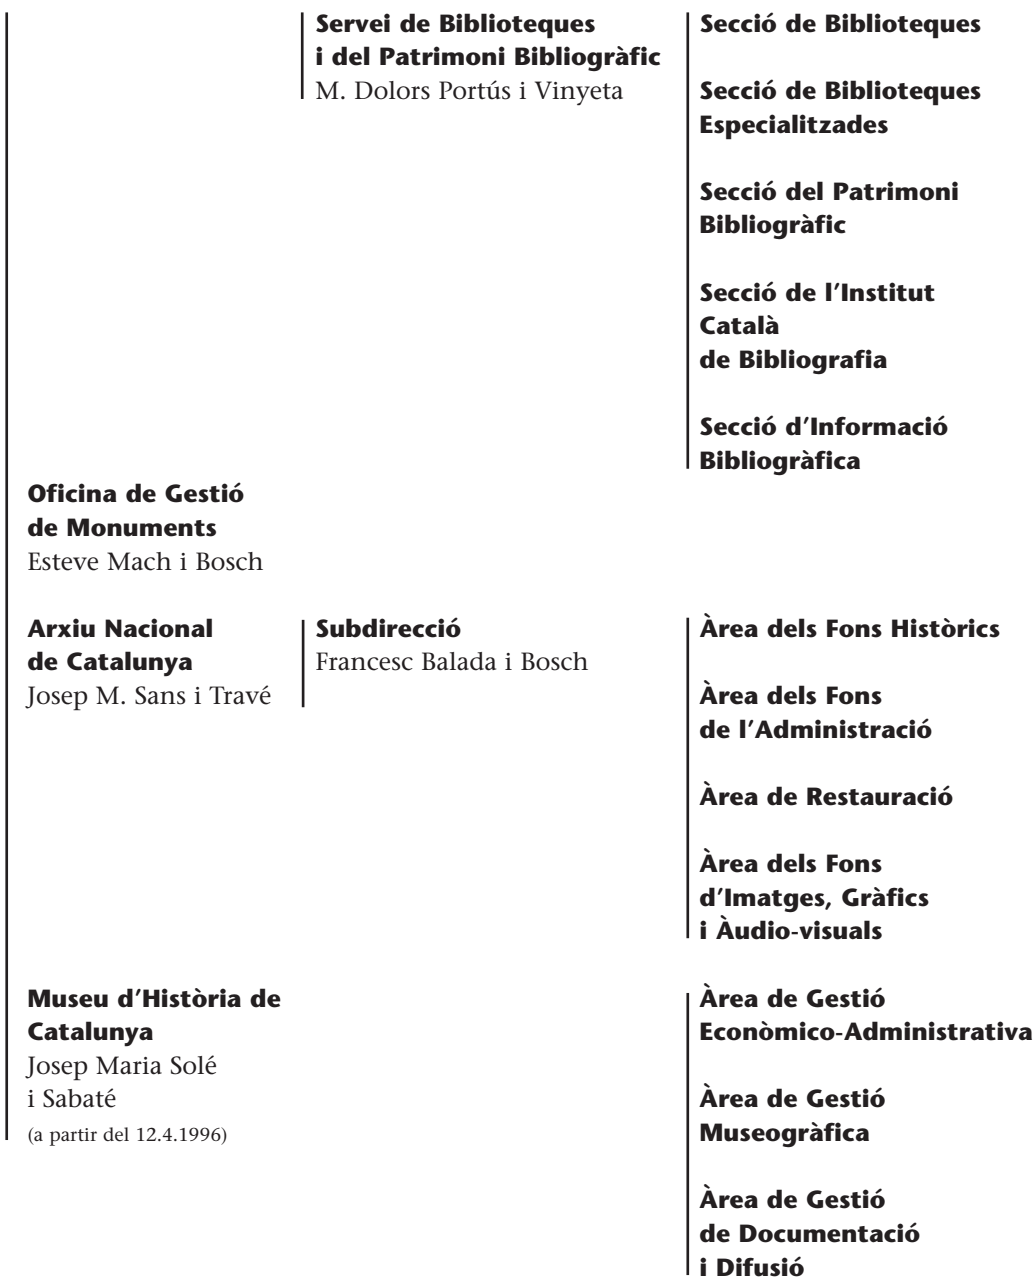 Servei de Biblioteques
i del Patrimoni Bibliogràfic
M. Dolors Portús i Vinyeta
Secció de Biblioteques
Secció de Biblioteques
Especialitzades
Secció del Patrimoni
Bibliogràfic
Secció de l’Institut
Català
de Bibliografia
Secció d’Informació
Bibliogràfica
Oficina de Gestió
de Monuments
Esteve Mach i Bosch
Arxiu Nacional
de Catalunya
Josep M. Sans i Travé
Subdirecció
Francesc Balada i Bosch
Àrea dels Fons Històrics
Àrea dels Fons
de l’Administració
Àrea de Restauració
Àrea dels Fons
d’Imatges, Gràfics
i Àudio-visuals
Museu d’Història de
Catalunya
Josep Maria Solé
i Sabaté
(a partir del 12.4.1996)
Àrea de Gestió
Econòmico-Administrativa
Àrea de Gestió
Museogràfica
Àrea de Gestió
de Documentació
i Difusió